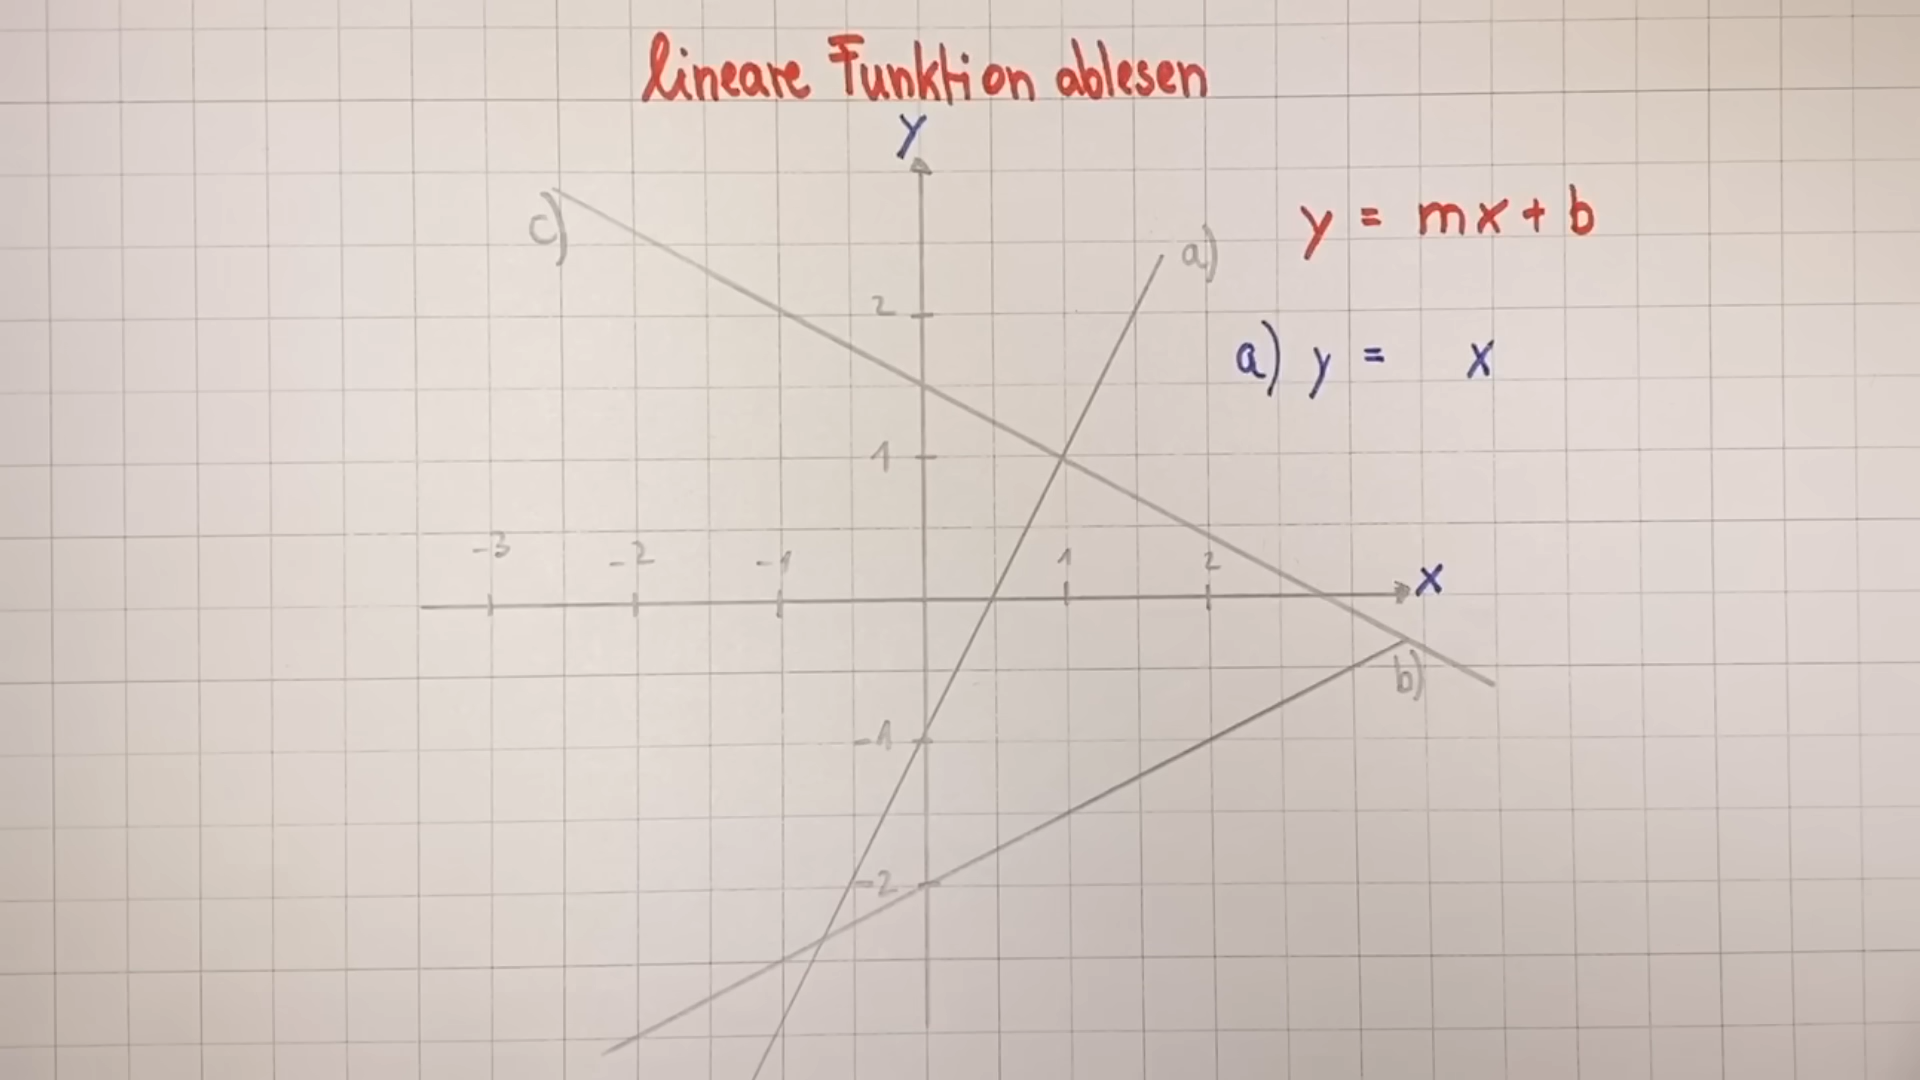 lineare Funktion ablesen
y
c)
a)
y = mx + b
2
a) y = x
1
-3 -2 -1 1 2 x
b)
-1
-2